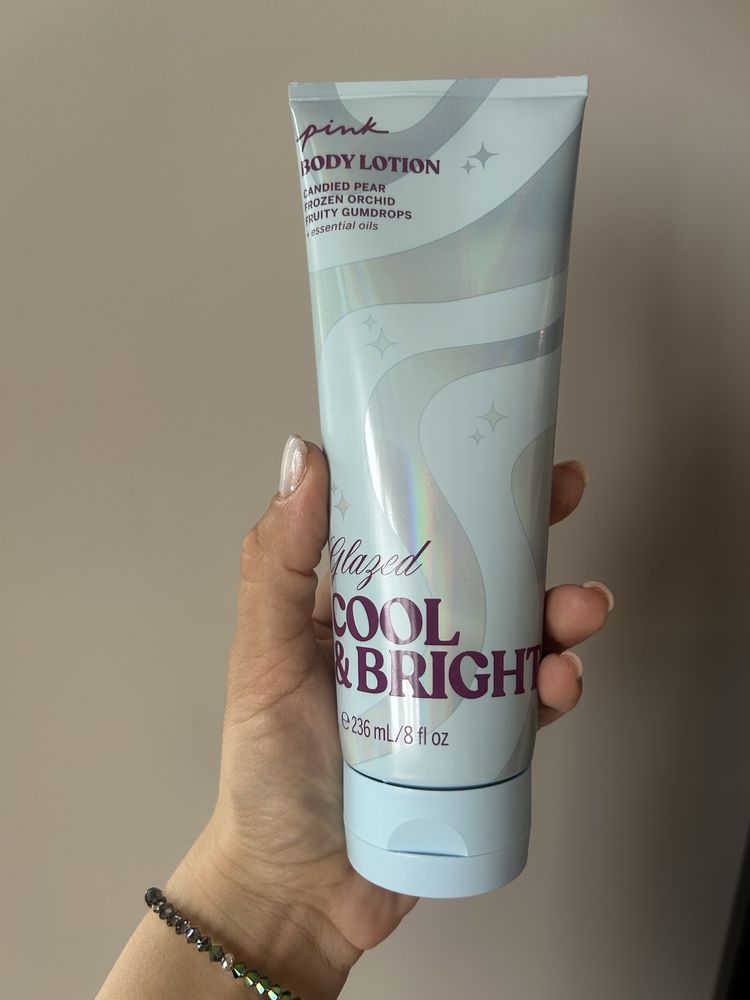 pink
BODY LOTION
CANDIED PEAR
FROZEN ORCHID
FRUITY GUMDROPS
+ essential oils
Glazed
COOL
& BRIGHT
℮ 236 mL/8 fl oz